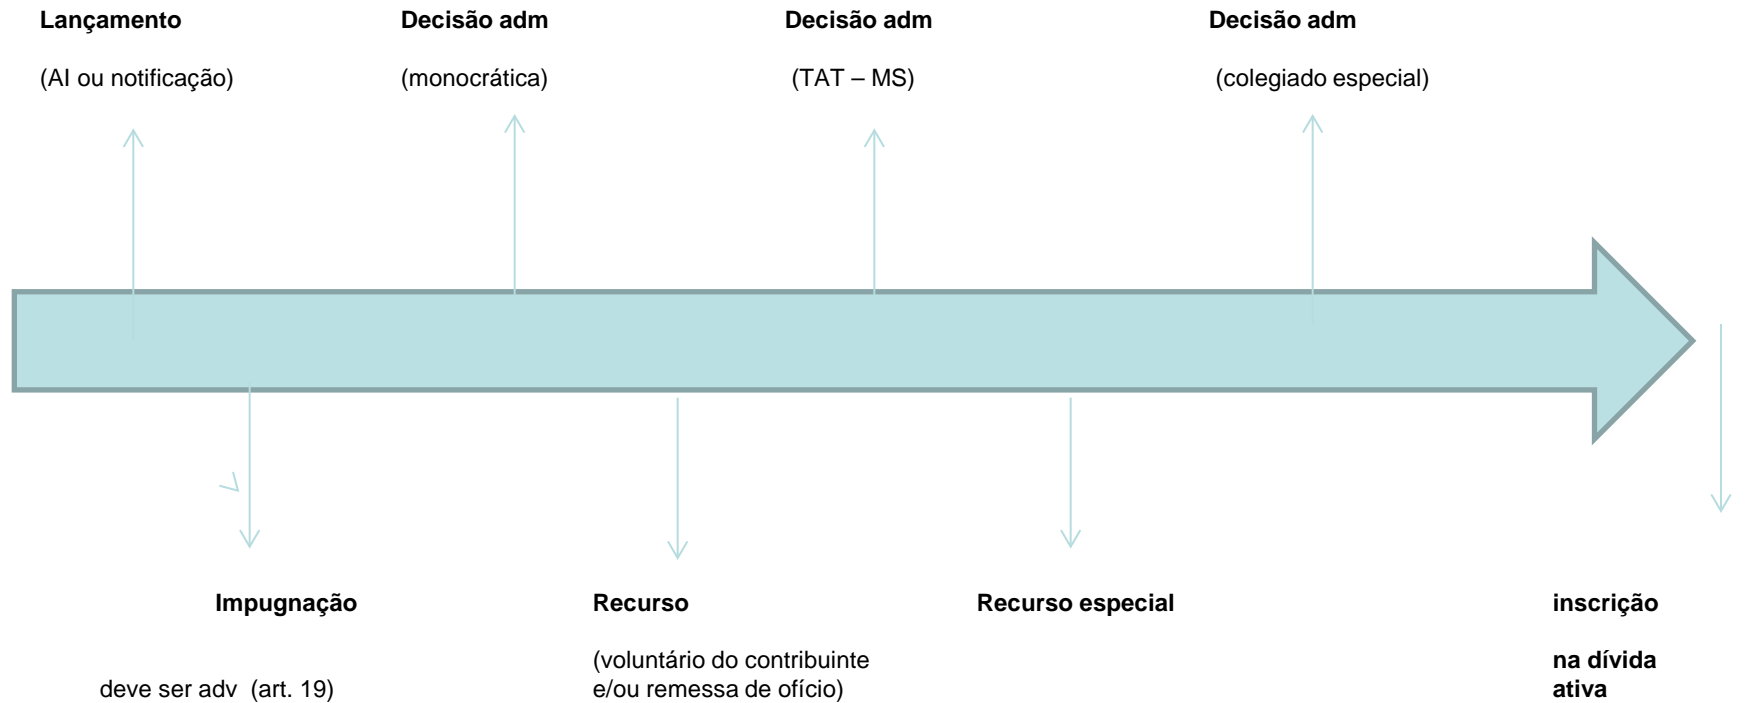 Lançamento
(AI ou notificação)
Decisão adm
(monocrática)
Decisão adm
(TAT – MS)
Decisão adm
(colegiado especial)
Impugnação
deve ser adv (art. 19)
Recurso
(voluntário do contribuinte
e/ou remessa de ofício)
Recurso especial
inscrição
na dívida
ativa